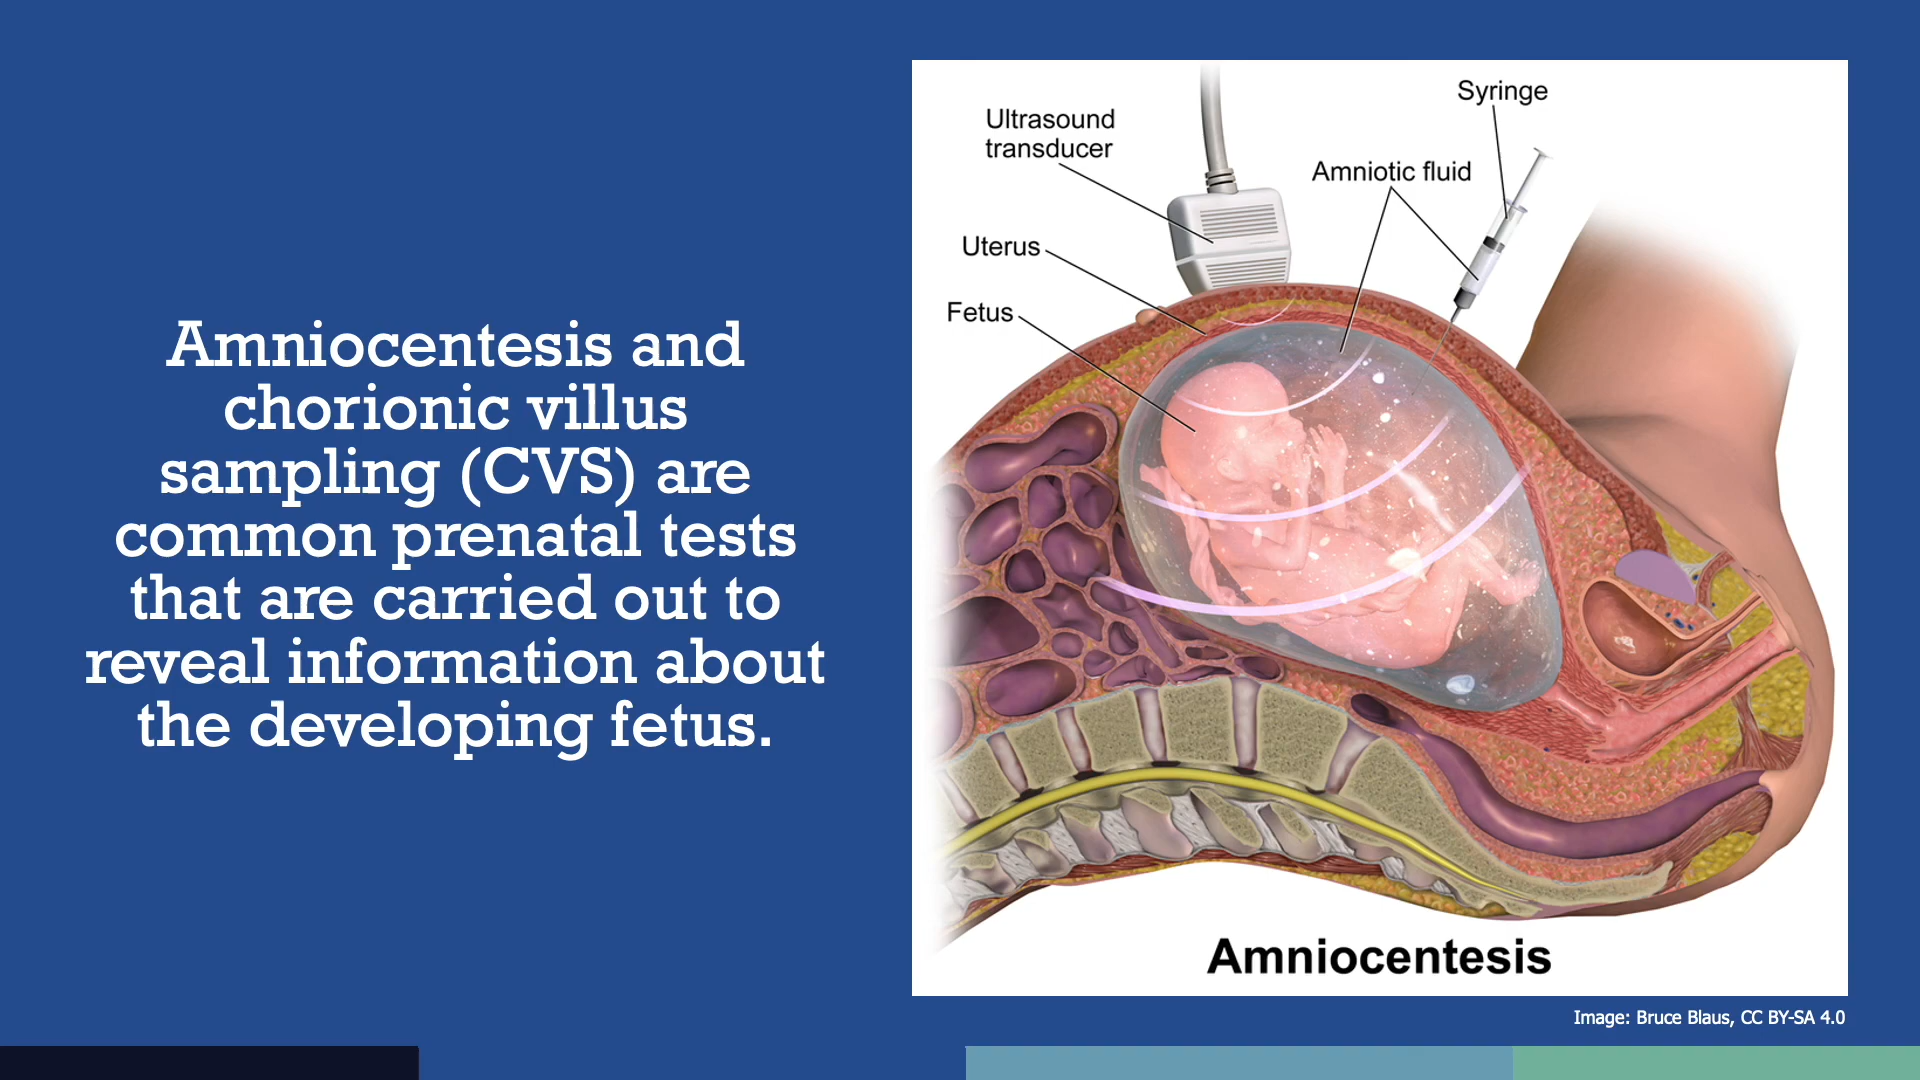 Amniocentesis and
chorionic villus
sampling (CVS) are
common prenatal tests
that are carried out to
reveal information about
the developing fetus.
Syringe
Ultrasound
transducer
Amniotic fluid
Uterus
Fetus
Amniocentesis
Image: Bruce Blaus, CC BY-SA 4.0